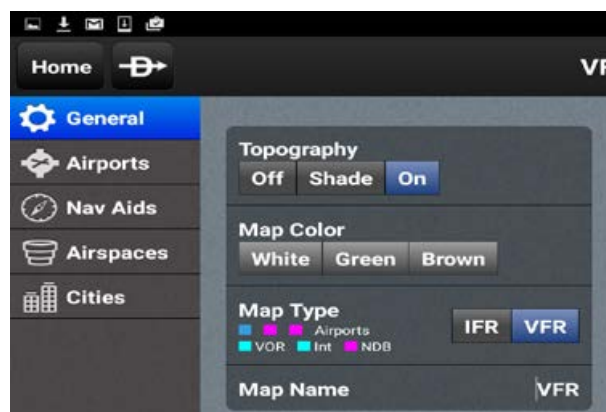 Home D VF
General
Airports
Nav Aids
Airspaces
Cities
Topography
Off Shade On
Map Color
White Green Brown
Map Type
Airports
VOR Int NDB
IFR VFR
Map Name VFR